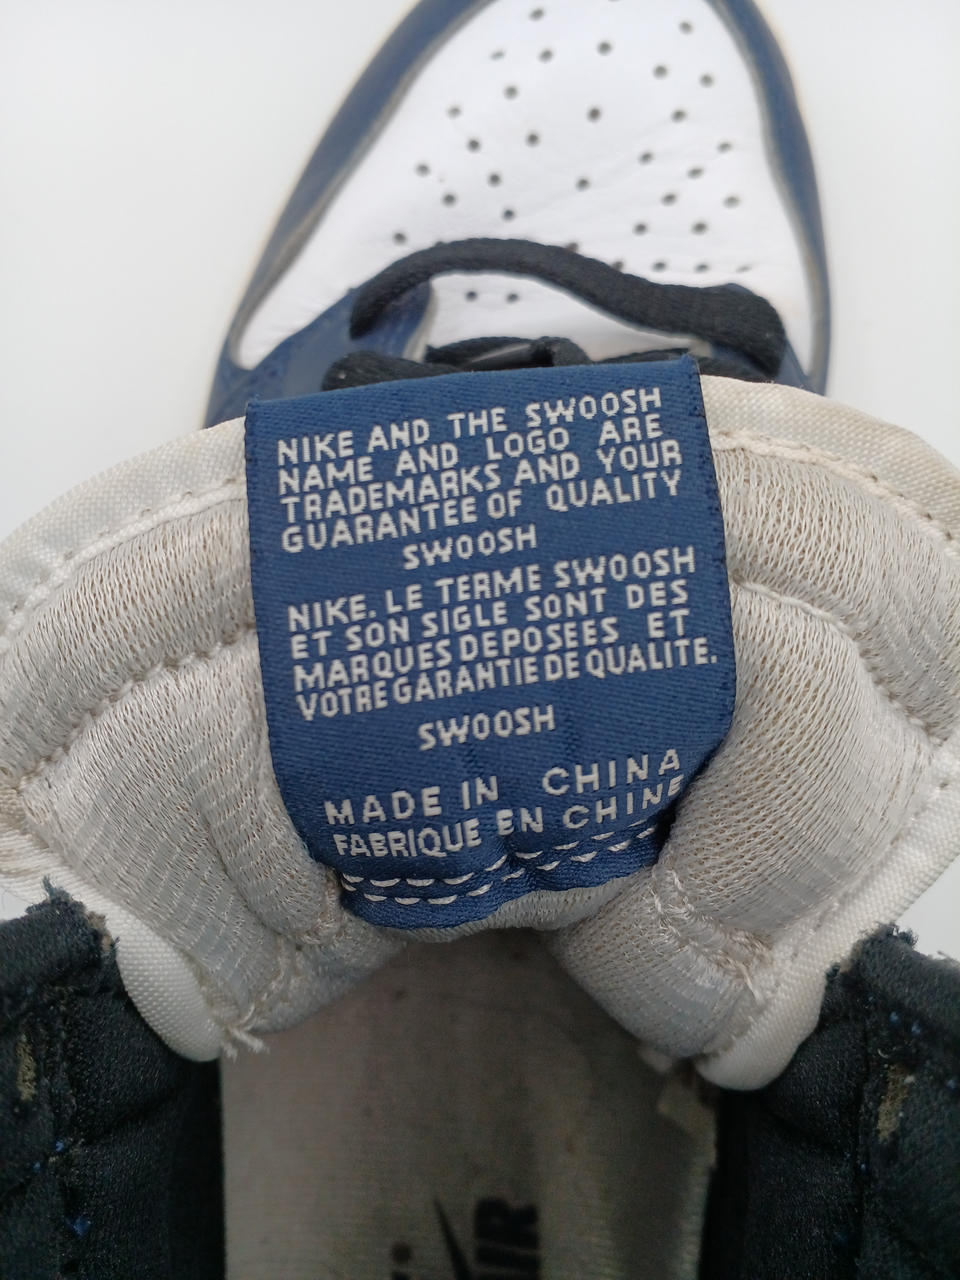 NIKE AND THE SWOOSH
NAME AND LOGO ARE
TRADEMARKS AND YOUR
GUARANTEE OF QUALITY
SWOOSH
NIKE. LE TERME SWOOSH
ET SON SIGLE SONT DES
MARQUES DEPOSEES ET
VOTRE GARANTIE DE QUALITE.
SWOOSH
MADE IN CHINA
FABRIQUE EN CHINE
AIR